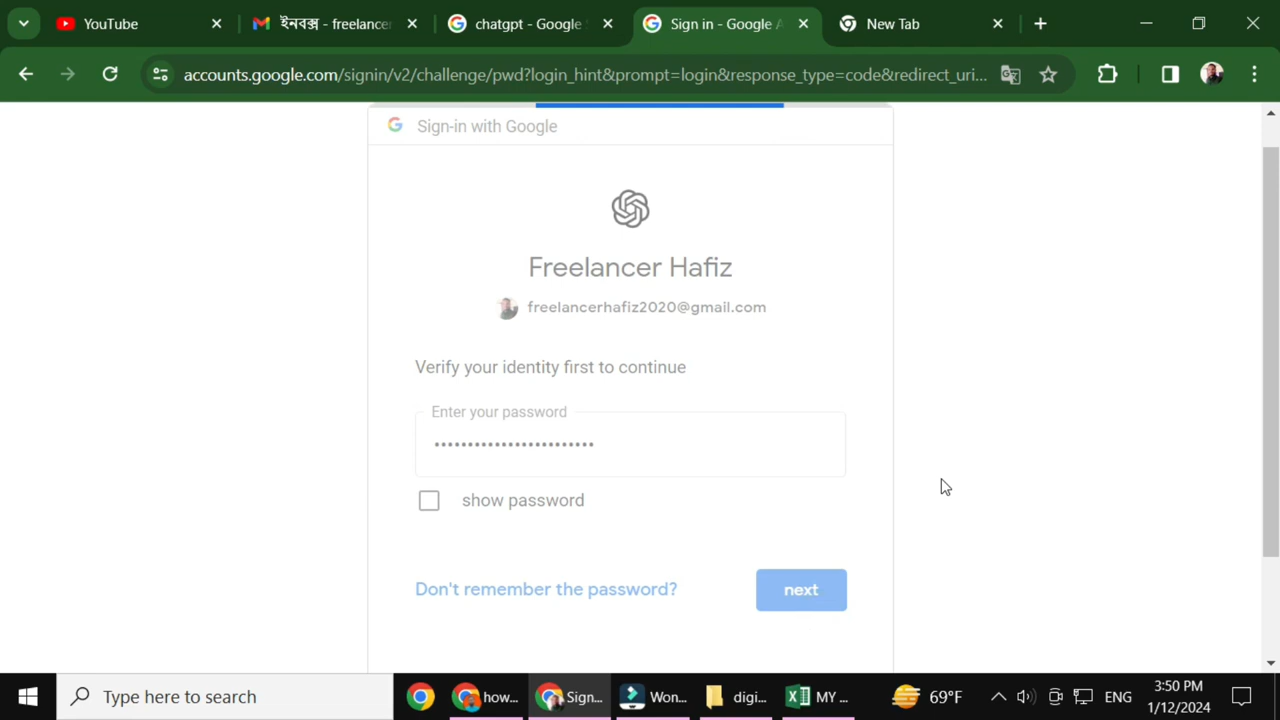 YouTube
ইনবক্স - freelancer
chatgpt - Google
Sign in - Google A
New Tab
accounts.google.com/signin/v2/challenge/pwd?login_hint&prompt=login&response_type=code&redirect_uri...
Sign-in with Google
Freelancer Hafiz
freelancerhafiz2020@gmail.com
Verify your identity first to continue
Enter your password
••••••••••••••••••••••••
show password
Don't remember the password?
next
Type here to search
how...
Sign...
Won...
digi...
MY ...
69°F
ENG
3:50 PM
1/12/2024